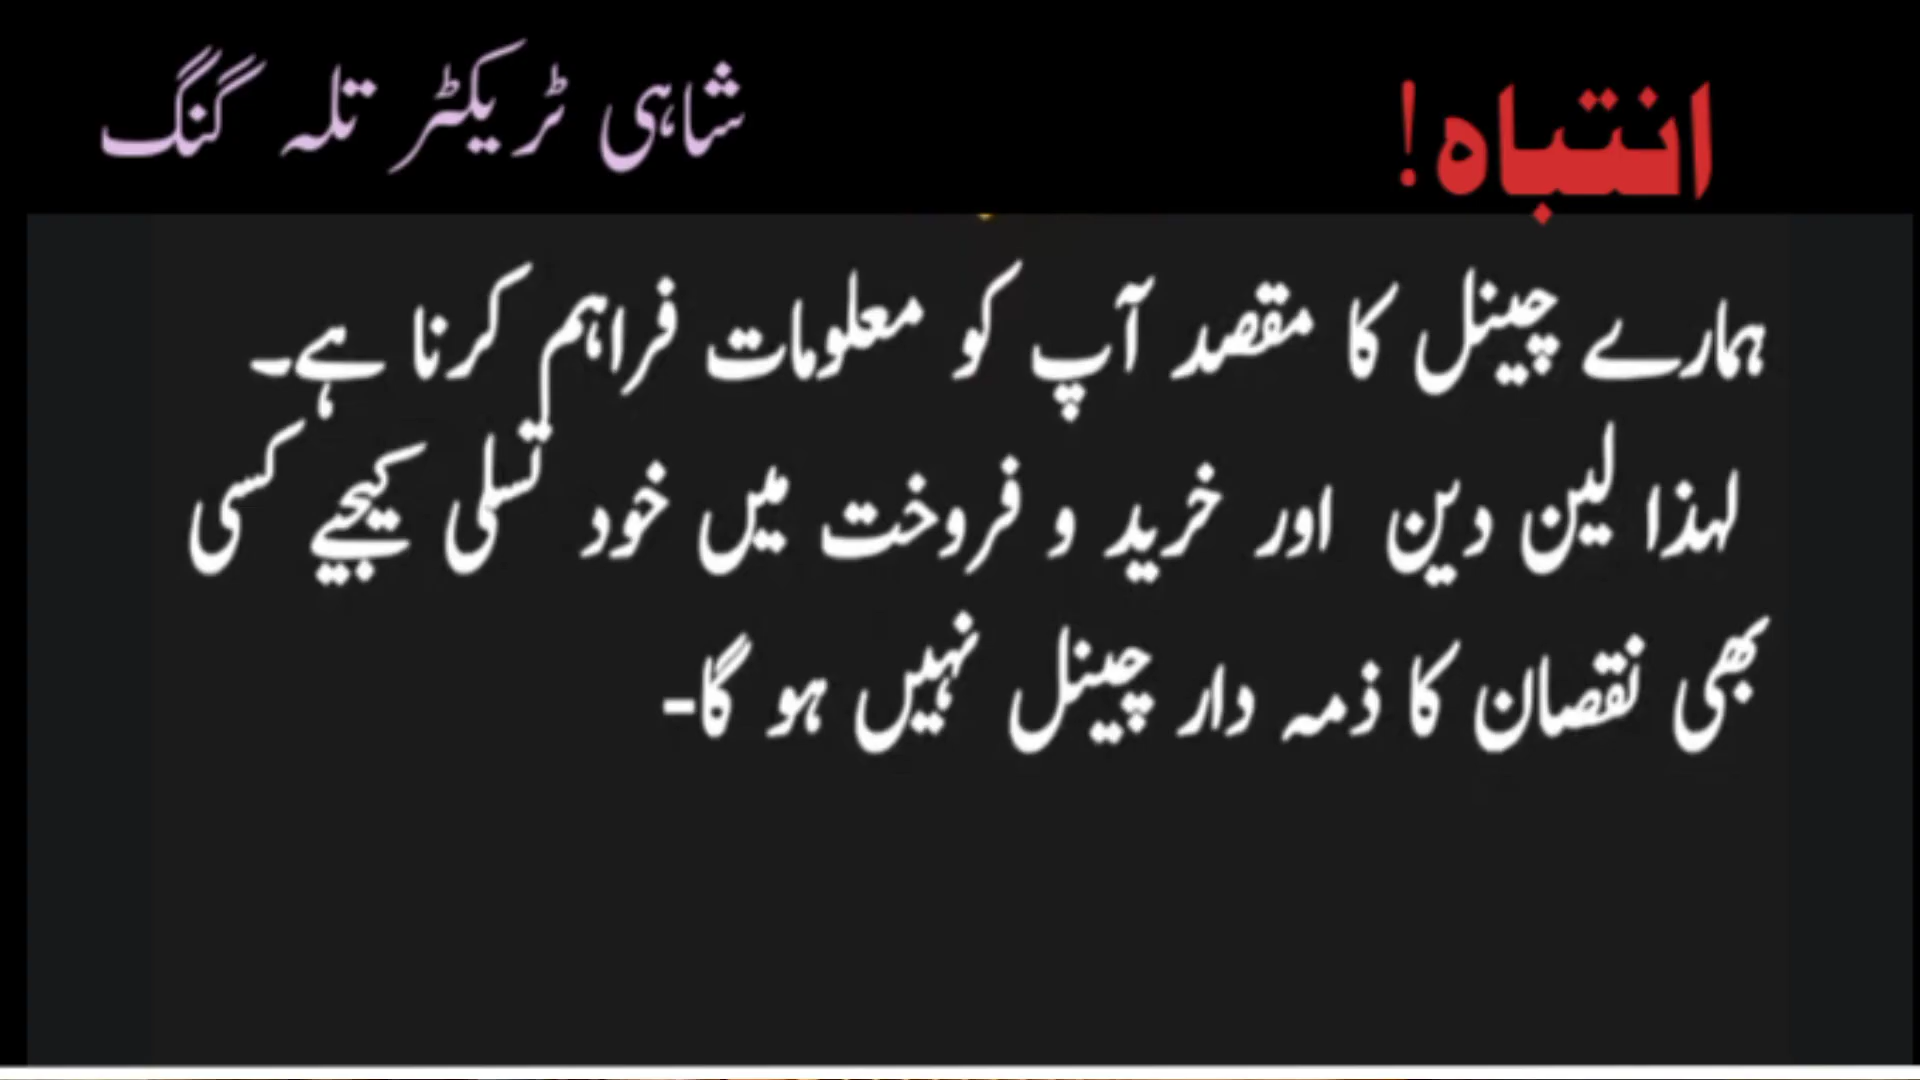 انتباہ!
شاہی ٹریکٹر تلہ گنگ
ہمارے چینل کا مقصد آپ کو معلومات فراہم کرنا ہے۔
لہذا لین دین اور خرید و فروخت میں خود تسلی کیجیے کسی
بھی نقصان کا ذمہ دار چینل نہیں ہو گا-